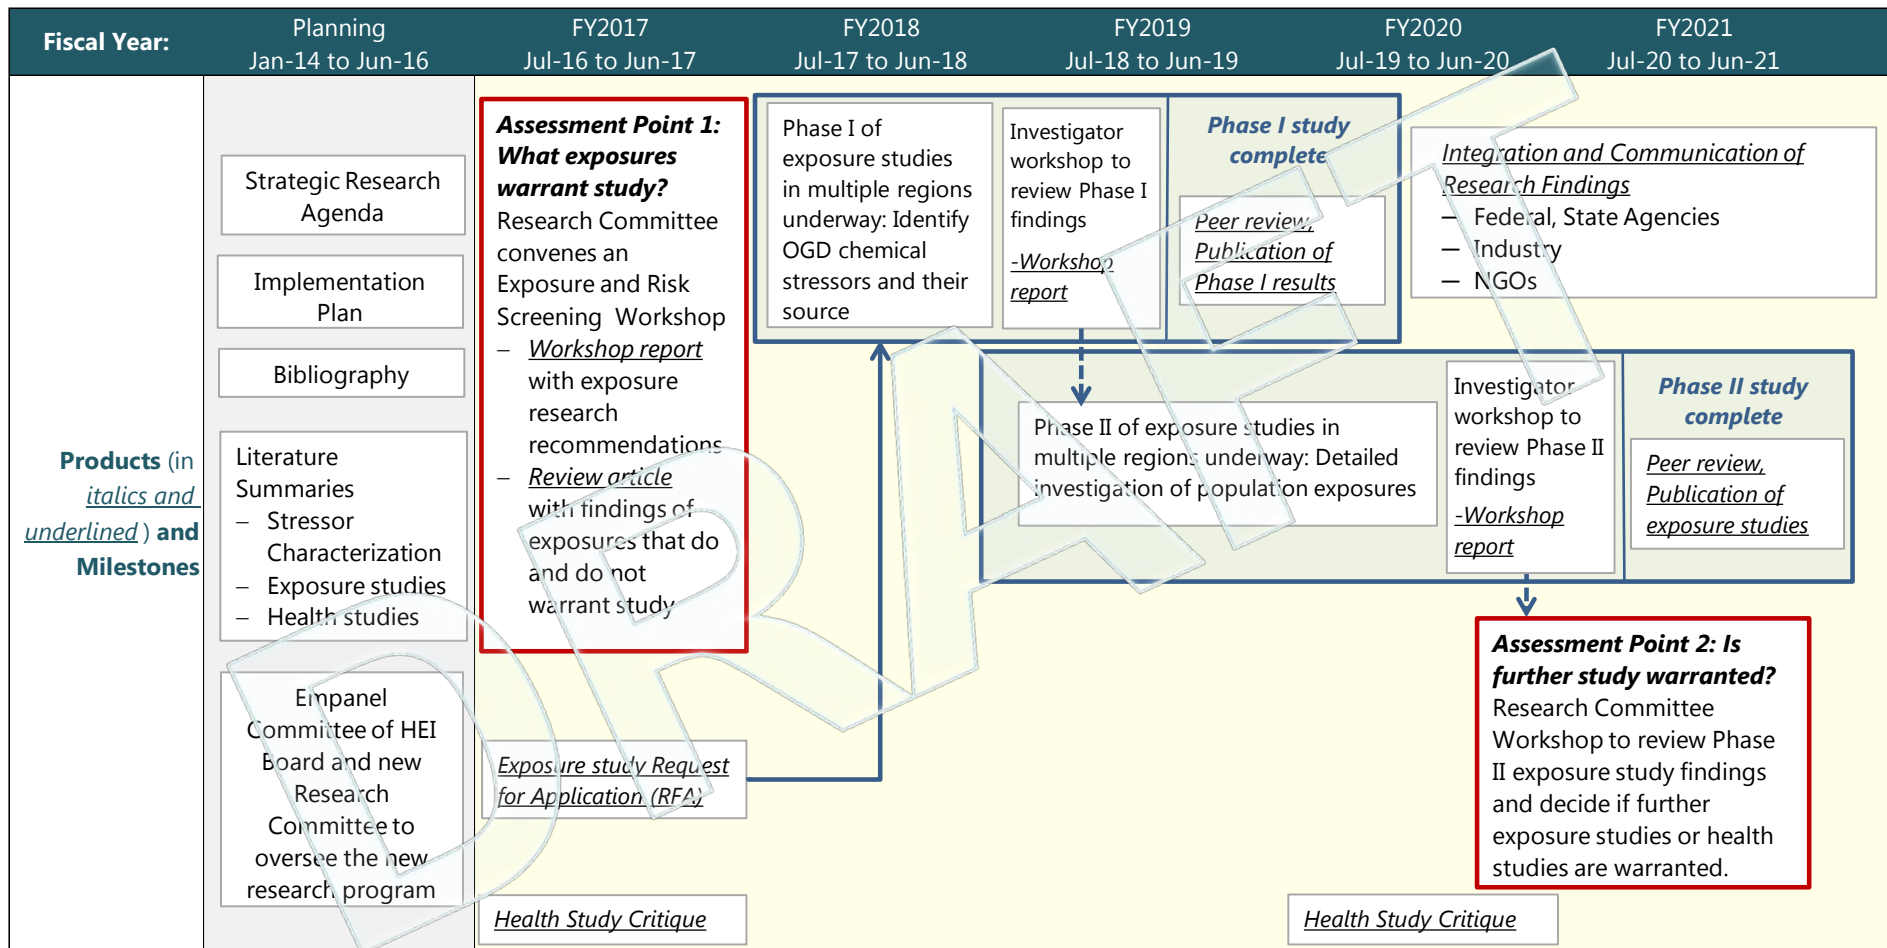 Fiscal Year:
Planning
Jan-14 to Jun-16
FY2017
Jul-16 to Jun-17
FY2018
Jul-17 to Jun-18
FY2019
Jul-18 to Jun-19
FY2020
Jul-19 to Jun-20
FY2021
Jul-20 to Jun-21
Products (in
italics and
underlined ) and
Milestones
Strategic Research
Agenda
Implementation
Plan
Bibliography
Literature
Summaries
– Stressor
Characterization
– Exposure studies
– Health studies
Empanel
Committee of HEI
Board and new
Research
Committee to
oversee the new
research program
Assessment Point 1:
What exposures
warrant study?
Research Committee
convenes an
Exposure and Risk
Screening Workshop
– Workshop report
with exposure
research
recommendations
– Review article
with findings of
exposures that do
and do not
warrant study
Exposure study Request
for Application (RFA)
Health Study Critique
Phase I of
exposure studies
in multiple regions
underway: Identify
OGD chemical
stressors and their
source
Investigator
workshop to
review Phase I
findings
-Workshop
report
Phase I study
complete
Peer review,
Publication of
Phase I results
Integration and Communication of
Research Findings
– Federal, State Agencies
– Industry
– NGOs
Phase II of exposure studies in
multiple regions underway: Detailed
investigation of population exposures
Investigator
workshop to
review Phase II
findings
-Workshop
report
Phase II study
complete
Peer review,
Publication of
exposure studies
Assessment Point 2: Is
further study warranted?
Research Committee
Workshop to review Phase
II exposure study findings
and decide if further
exposure studies or health
studies are warranted.
Health Study Critique
DRAFT